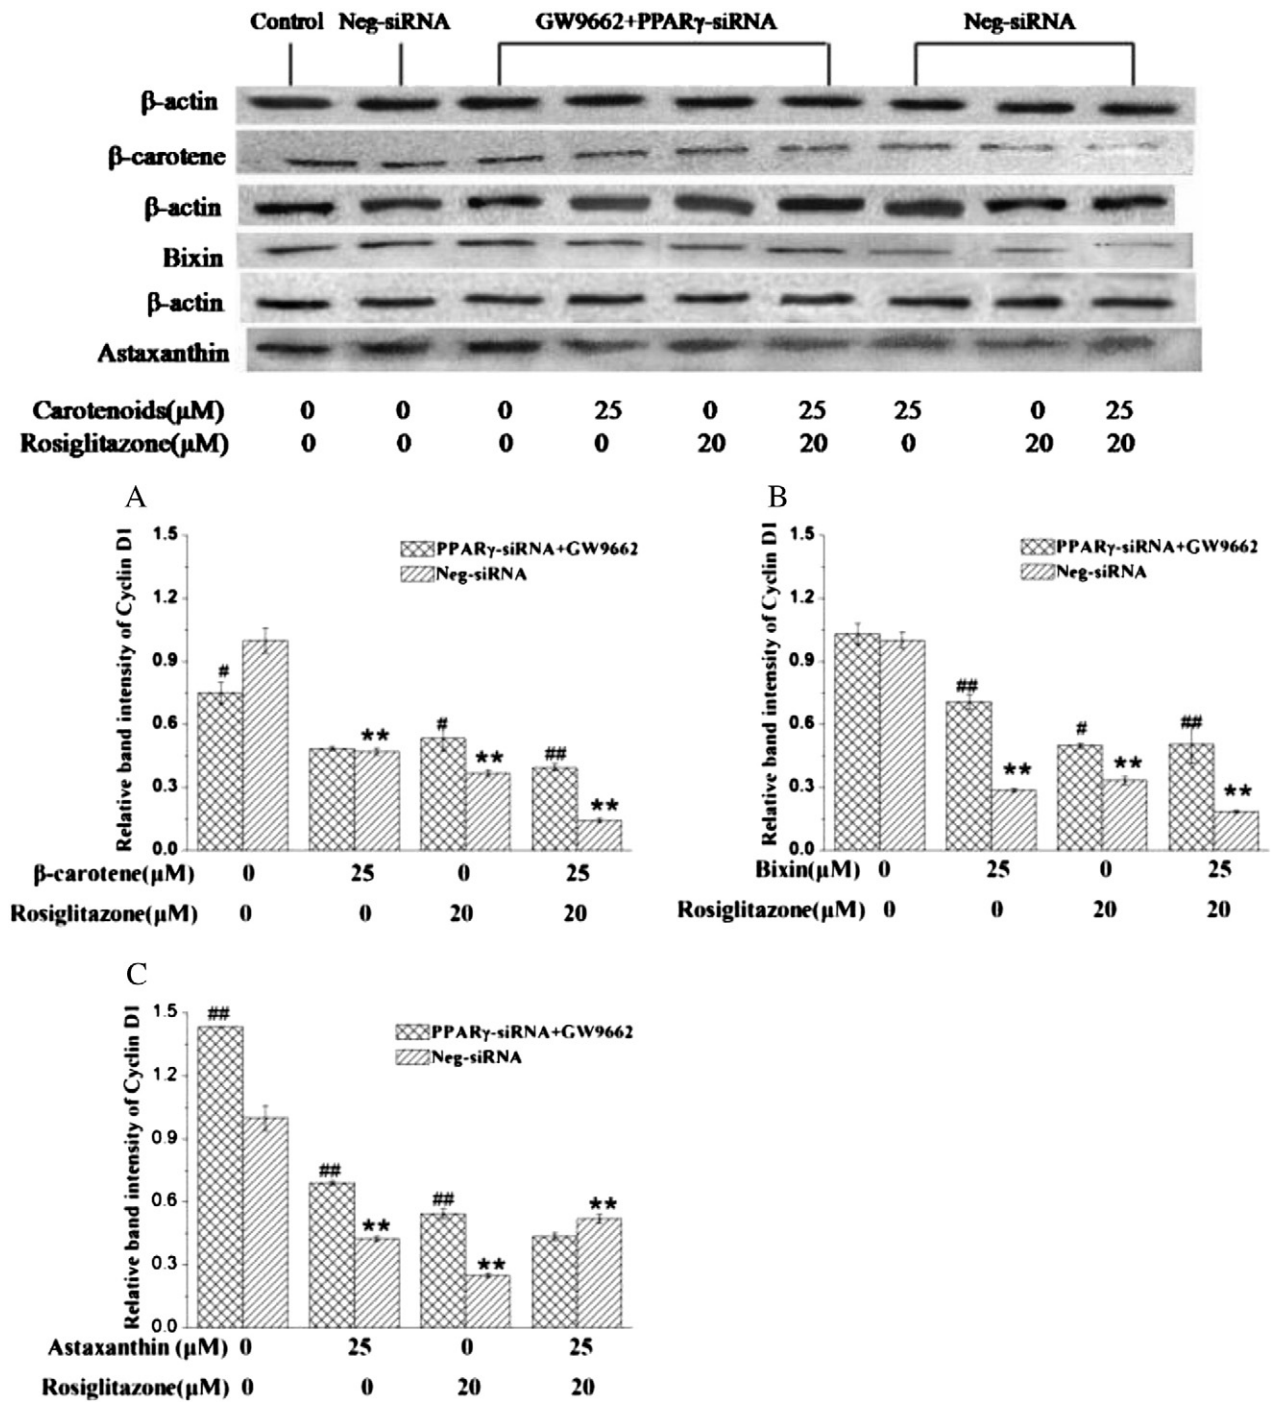 Control Neg-siRNA GW9662+PPARγ-siRNA Neg-siRNA
β-actin
β-carotene
β-actin
Bixin
β-actin
Astaxanthin
Carotenoids(μM) 0 0 0 25 0 25 25 0 25
Rosiglitazone(μM) 0 0 0 0 20 20 0 20 20
A
Relative band intensity of Cyclin D1
1.5
1.2
0.9
0.6
0.3
0.0
PPARγ-siRNA+GW9662
Neg-siRNA
# ** # ** ## **
β-carotene(μM) 0 25 0 25
Rosiglitazone(μM) 0 0 20 20
B
Relative band intensity of Cyclin D1
1.5
1.2
0.9
0.6
0.3
0.0
PPARγ-siRNA+GW9662
Neg-siRNA
## ** # ** ## **
Bixin(μM) 0 25 0 25
Rosiglitazone(μM) 0 0 20 20
C
Relative band intensity of Cyclin D1
1.5
1.2
0.9
0.6
0.3
0.0
PPARγ-siRNA+GW9662
Neg-siRNA
## ## ** ## ** **
Astaxanthin (μM) 0 25 0 25
Rosiglitazone(μM) 0 0 20 20